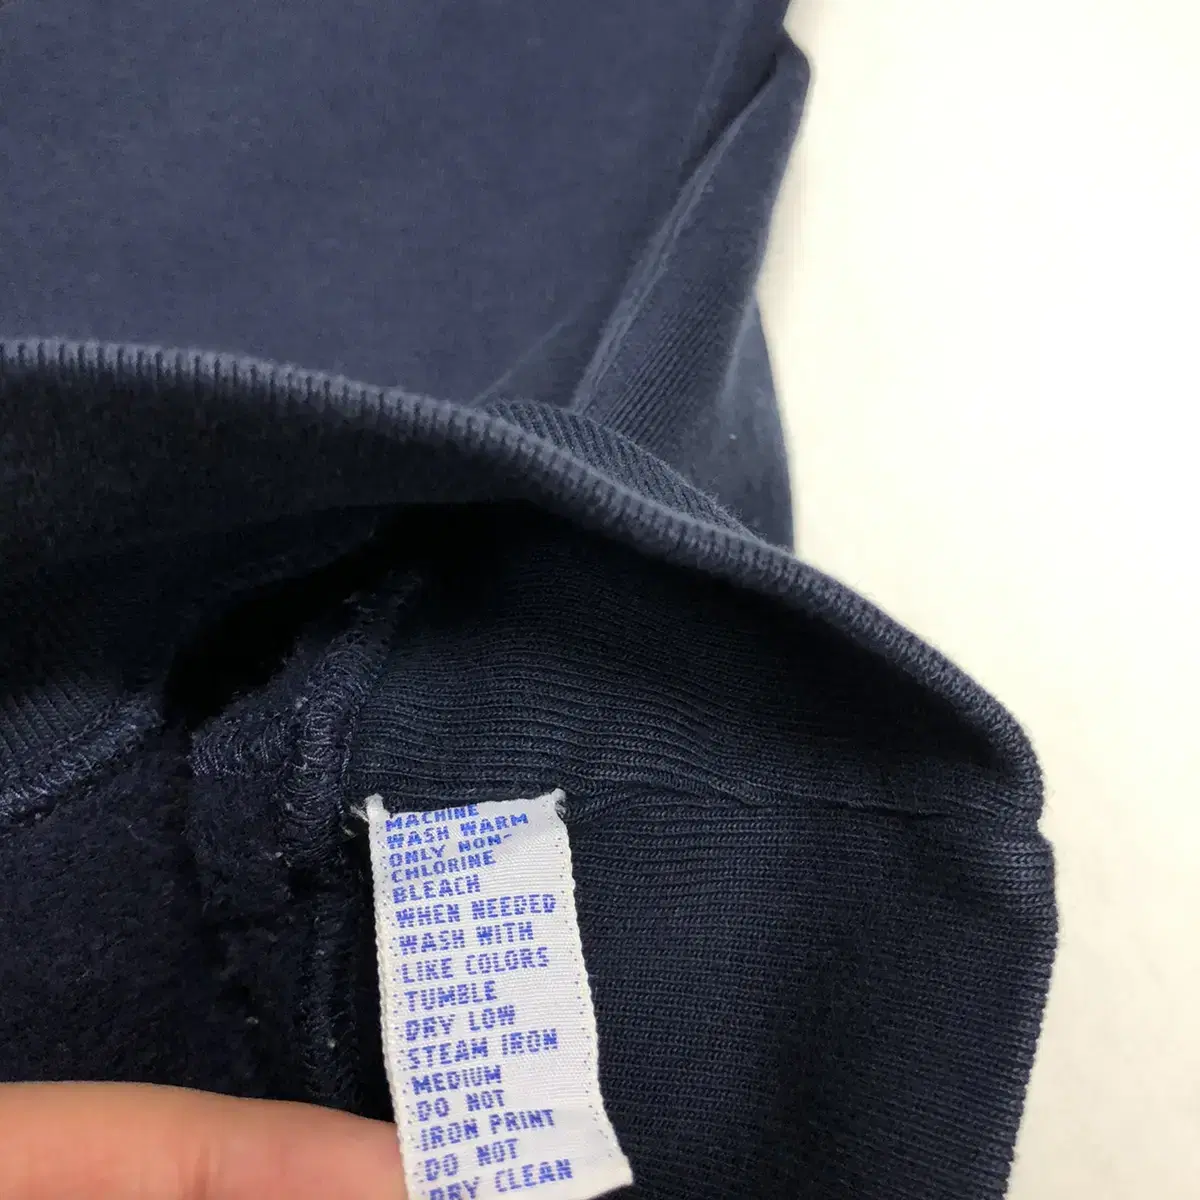 MACHINE
WASH WARM
ONLY NON-
CHLORINE
BLEACH
WHEN NEEDED
WASH WITH
LIKE COLORS
TUMBLE
DRY LOW
STEAM IRON
MEDIUM
DO NOT
IRON PRINT
DO NOT
DRY CLEAN